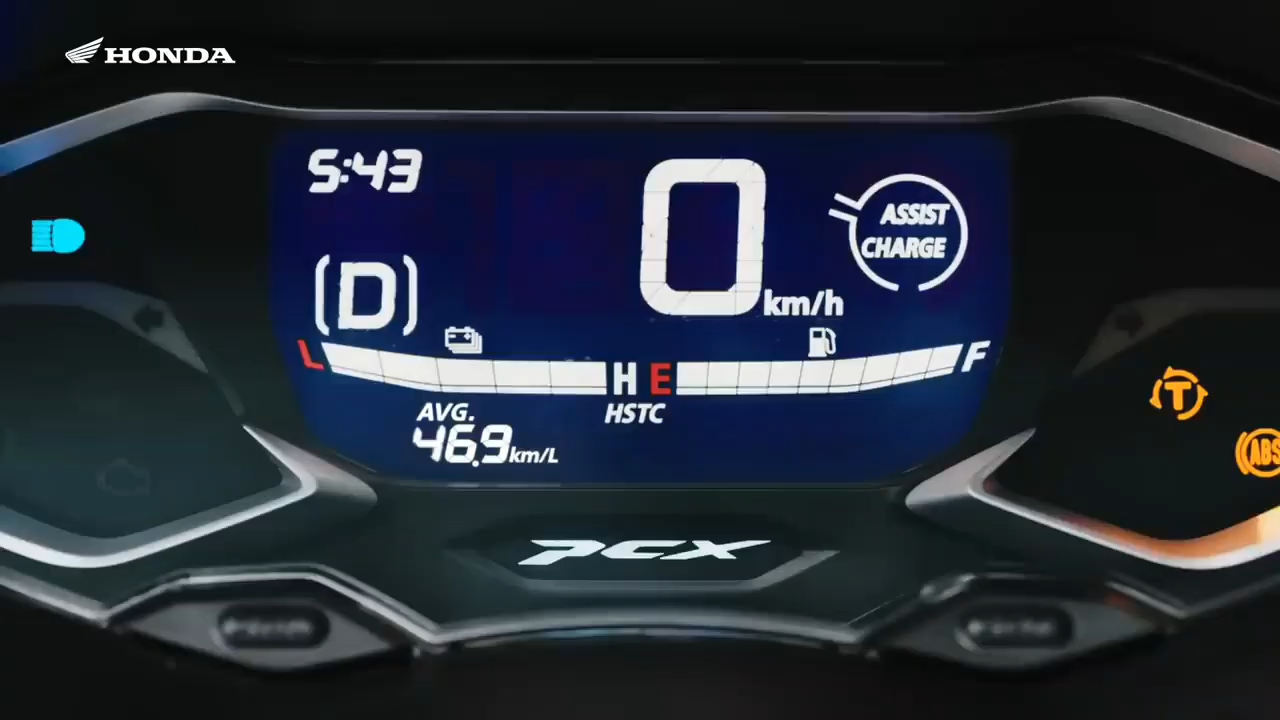 HONDA
5:43
0
km/h
ASSIST
CHARGE
(D)
L
H E
F
AVG.
HSTC
46.9km/L
T
ABS
PCX